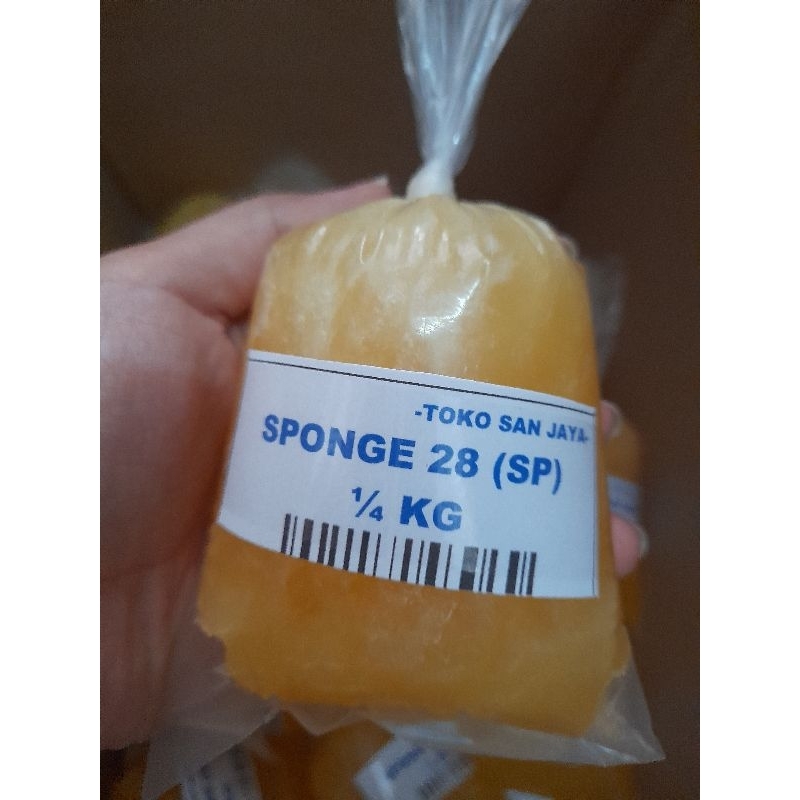 -TOKO SAN JAYA-
SPONGE 28 (SP)
¼ KG